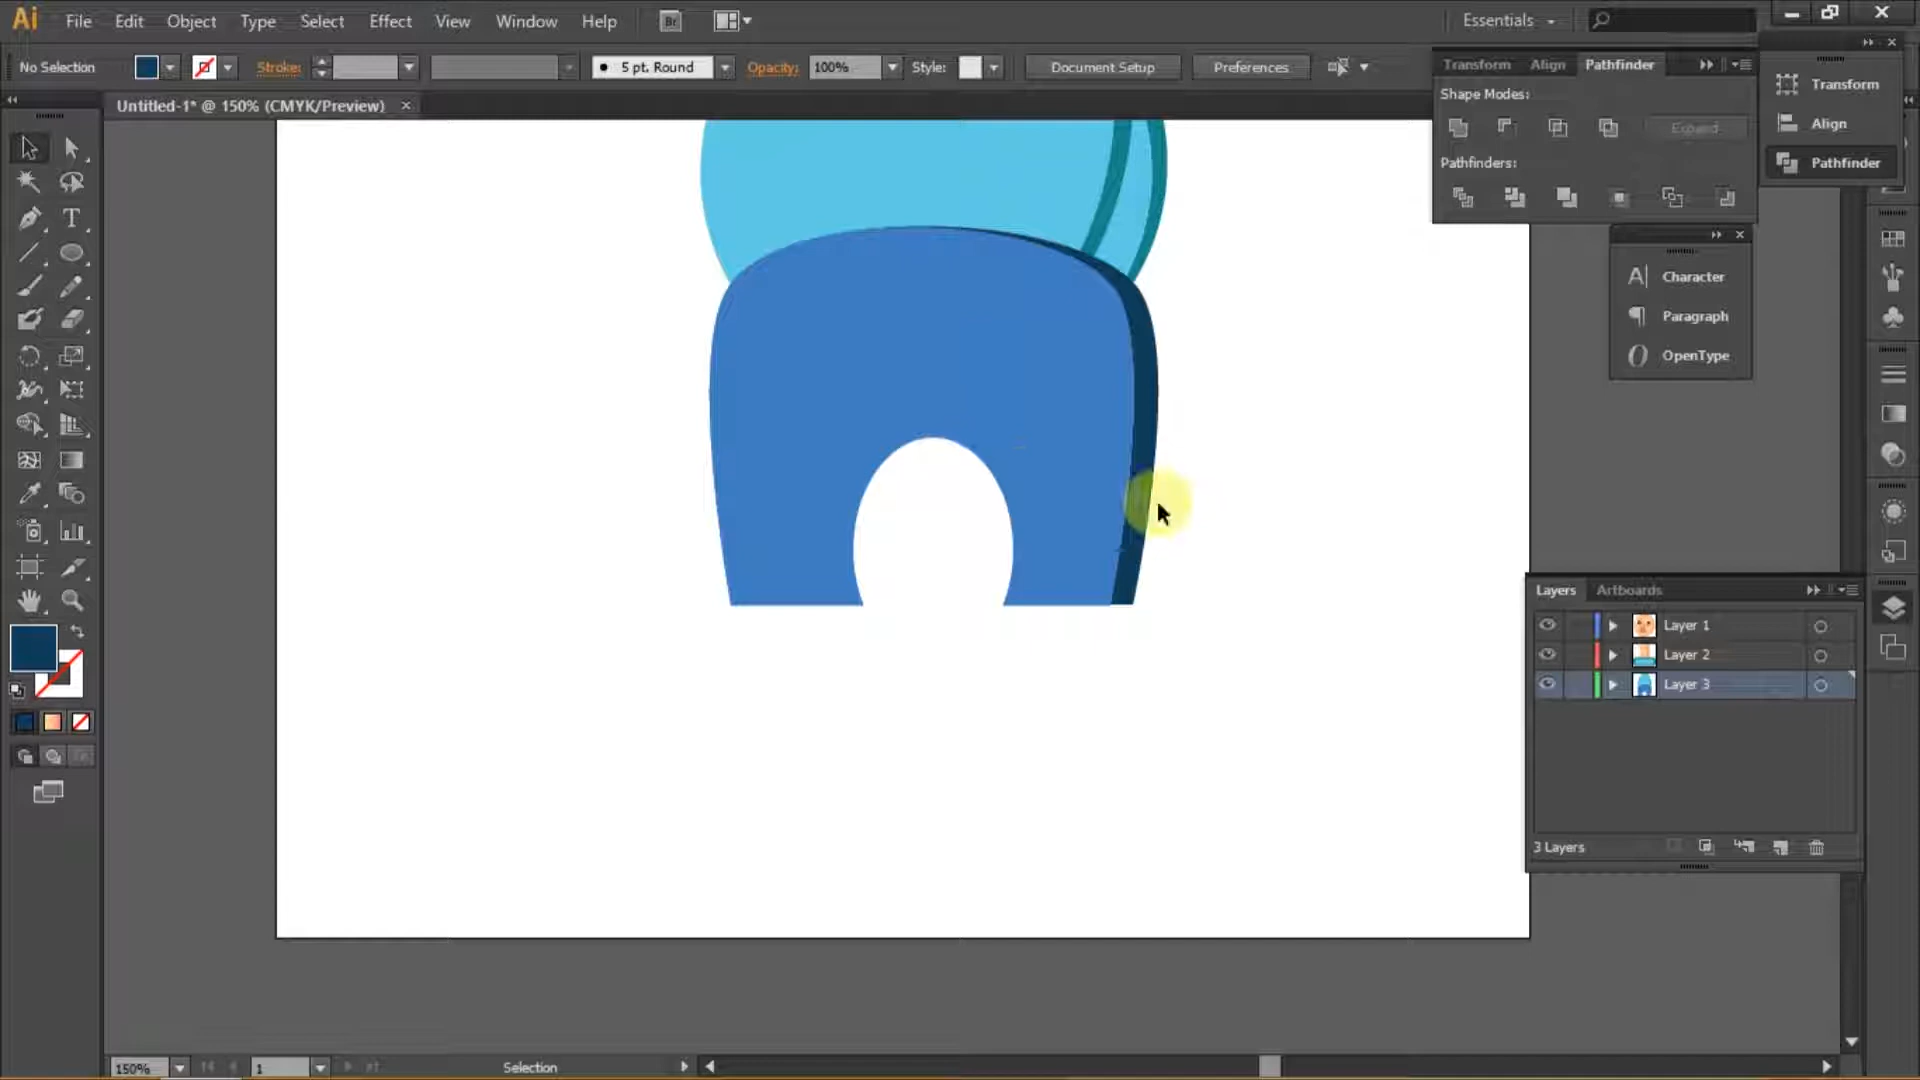 Ai File Edit Object Type Select Effect View Window Help Br Essentials
No Selection Stroke: 5 pt. Round Opacity: 100% Style: Document Setup Preferences
Untitled-1* @ 150% (CMYK/Preview) ×
Transform Align Pathfinder
Shape Modes:
Expand
Pathfinders:
Transform
Align
Pathfinder
Character
Paragraph
OpenType
Layers Artboards
Layer 1
Layer 2
Layer 3
3 Layers
150% 1 Selection